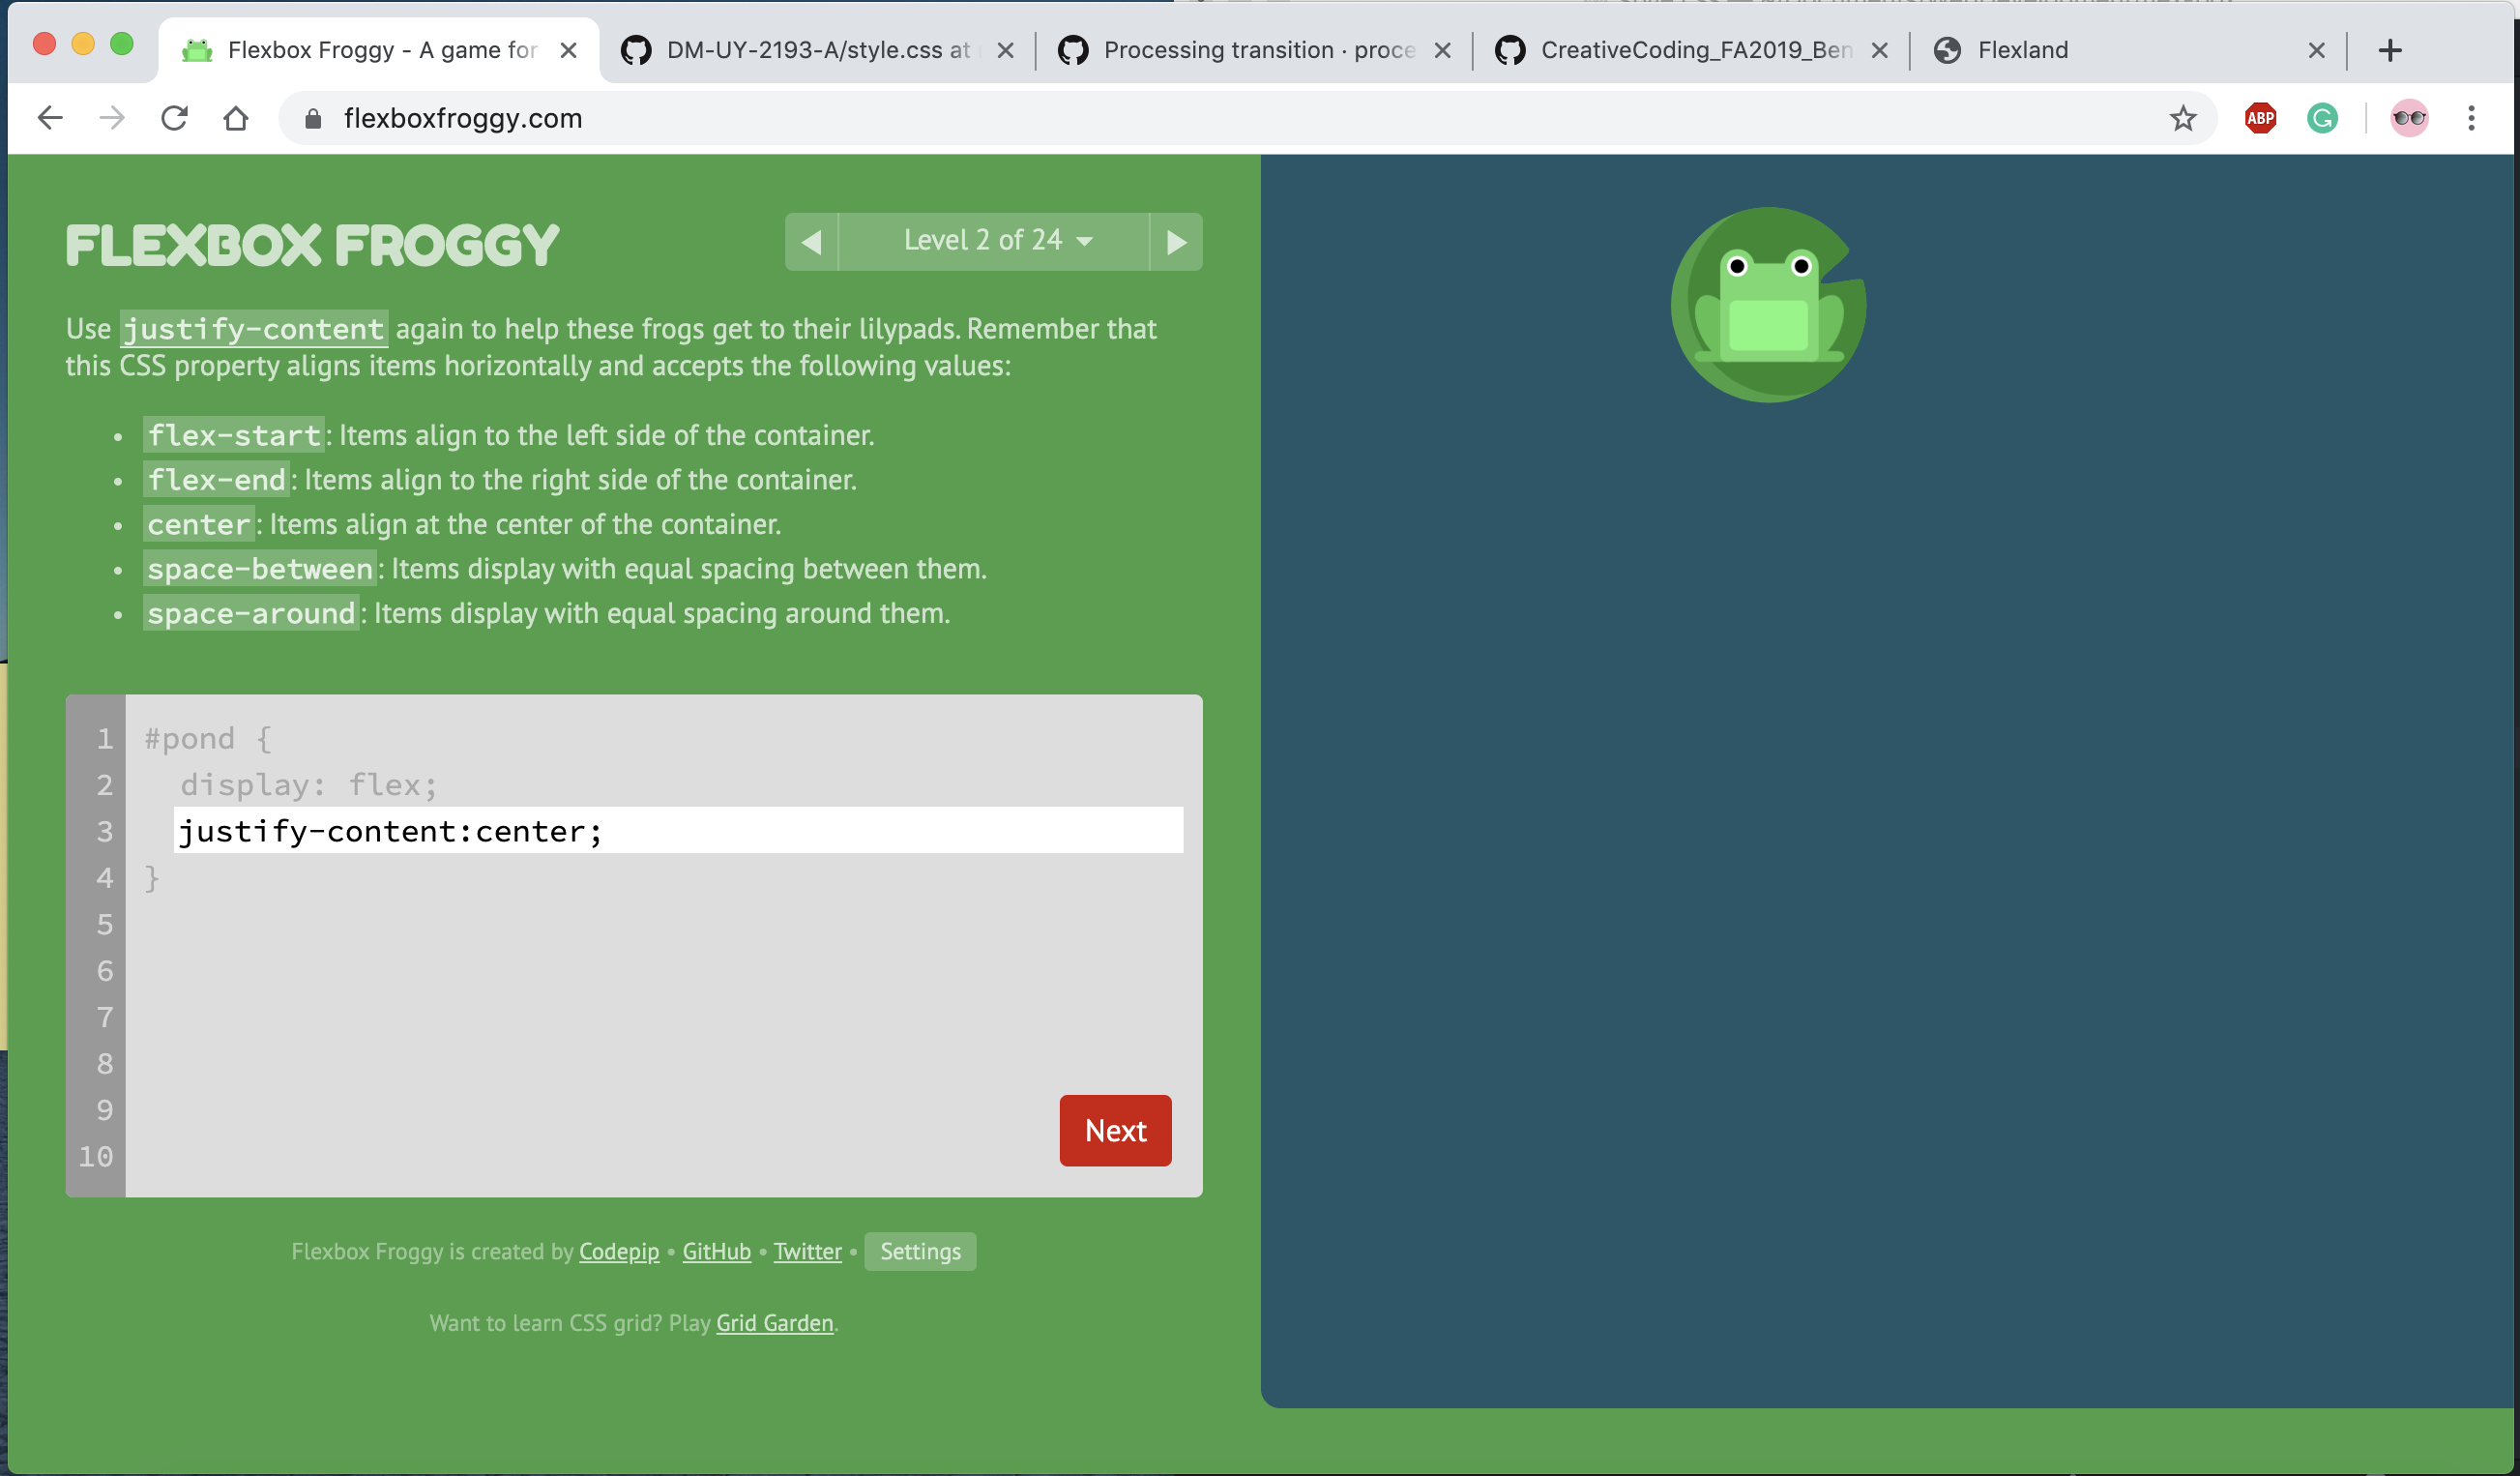 Flexbox Froggy - A game for
DM-UY-2193-A/style.css at
Processing transition · proce
CreativeCoding_FA2019_Ben
Flexland
flexboxfroggy.com
ABP
G
FLEXBOX FROGGY
Level 2 of 24
Use justify-content again to help these frogs get to their lilypads. Remember that
this CSS property aligns items horizontally and accepts the following values:
• flex-start: Items align to the left side of the container.
• flex-end: Items align to the right side of the container.
• center: Items align at the center of the container.
• space-between: Items display with equal spacing between them.
• space-around: Items display with equal spacing around them.
1 #pond {
2 display: flex;
3 justify-content:center;
4 }
5
6
7
8
9
10
Next
Flexbox Froggy is created by Codepip • GitHub • Twitter • Settings
Want to learn CSS grid? Play Grid Garden.